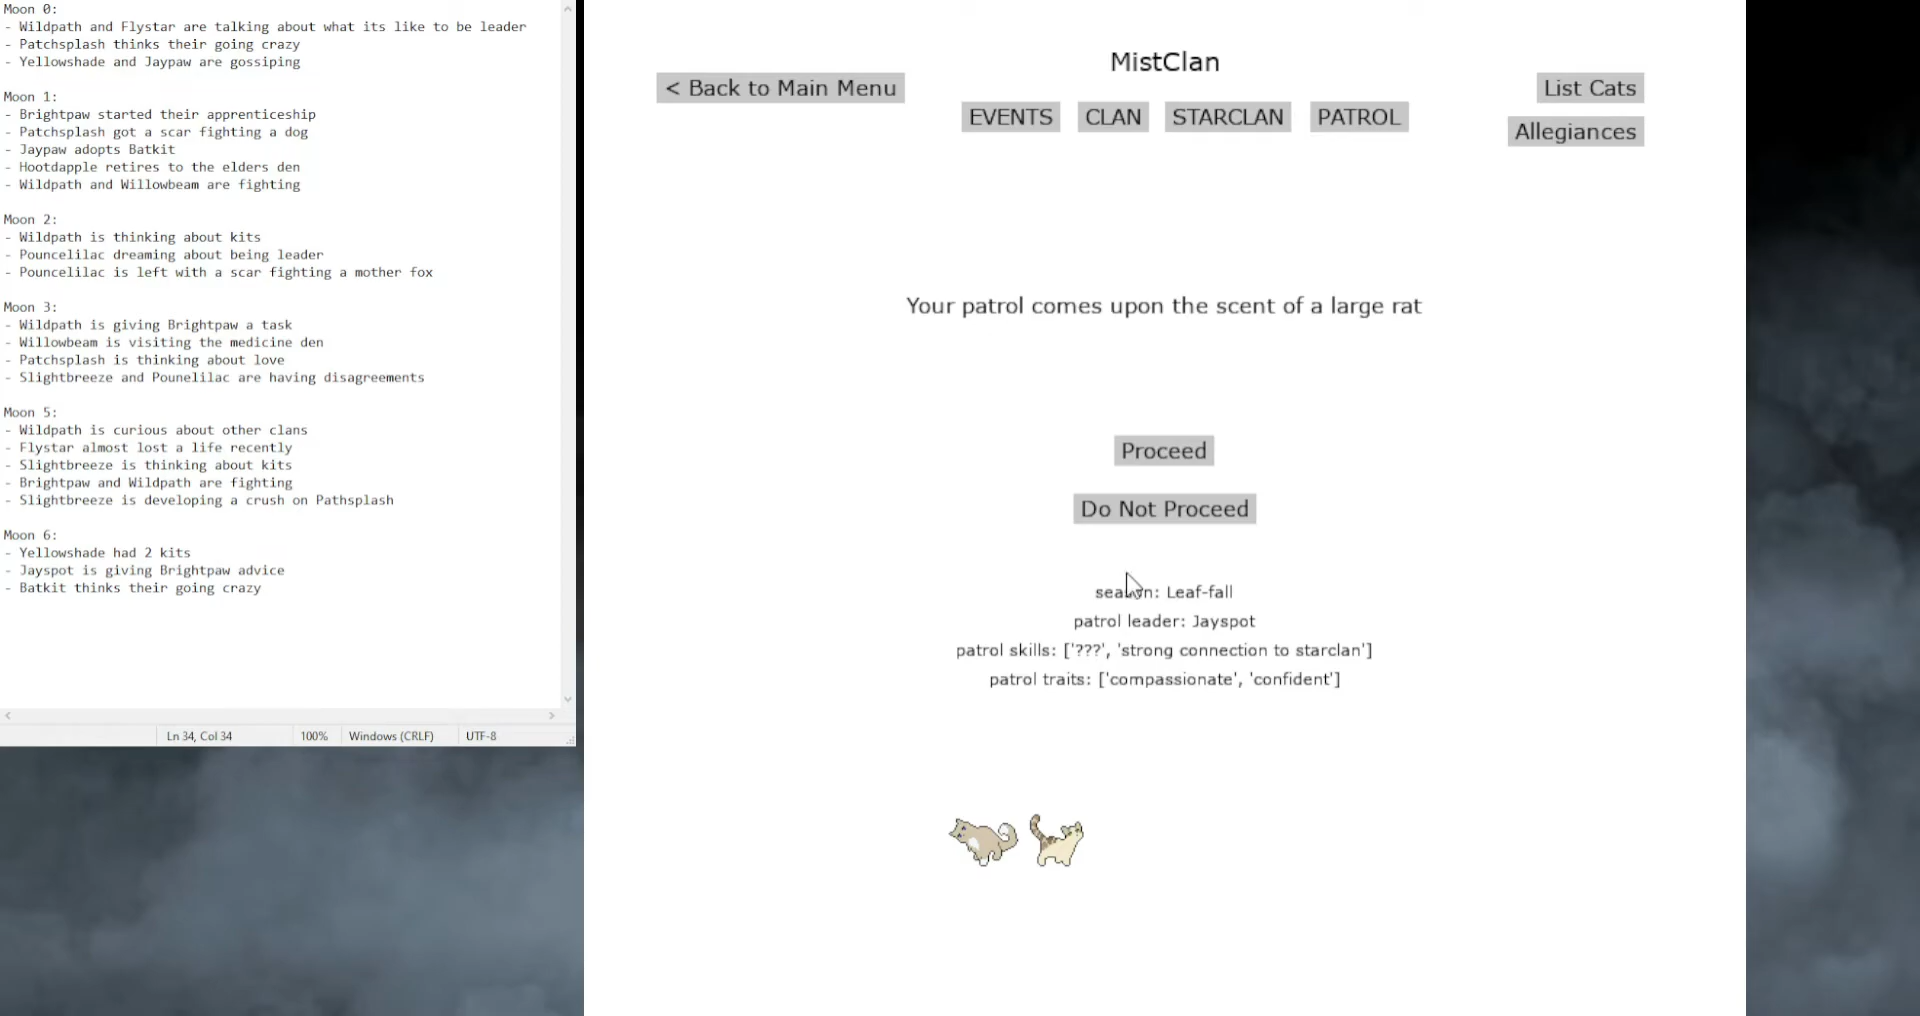 Moon 0:
- Wildpath and Flystar are talking about what its like to be leader
- Patchsplash thinks their going crazy
- Yellowshade and Jaypaw are gossiping
Moon 1:
- Brightpaw started their apprenticeship
- Patchsplash got a scar fighting a dog
- Jaypaw adopts Batkit
- Hootdapple retires to the elders den
- Wildpath and Willowbeam are fighting
Moon 2:
- Wildpath is thinking about kits
- Pouncelilac dreaming about being leader
- Pouncelilac is left with a scar fighting a mother fox
Moon 3:
- Wildpath is giving Brightpaw a task
- Willowbeam is visiting the medicine den
- Patchsplash is thinking about love
- Slightbreeze and Pounelilac are having disagreements
Moon 5:
- Wildpath is curious about other clans
- Flystar almost lost a life recently
- Slightbreeze is thinking about kits
- Brightpaw and Wildpath are fighting
- Slightbreeze is developing a crush on Pathsplash
Moon 6:
- Yellowshade had 2 kits
- Jayspot is giving Brightpaw advice
- Batkit thinks their going crazy
Ln 34, Col 34
100%
Windows (CRLF)
UTF-8
MistClan
< Back to Main Menu
List Cats
EVENTS
CLAN
STARCLAN
PATROL
Allegiances
Your patrol comes upon the scent of a large rat
Proceed
Do Not Proceed
season: Leaf-fall
patrol leader: Jayspot
patrol skills: ['???', 'strong connection to starclan']
patrol traits: ['compassionate', 'confident']